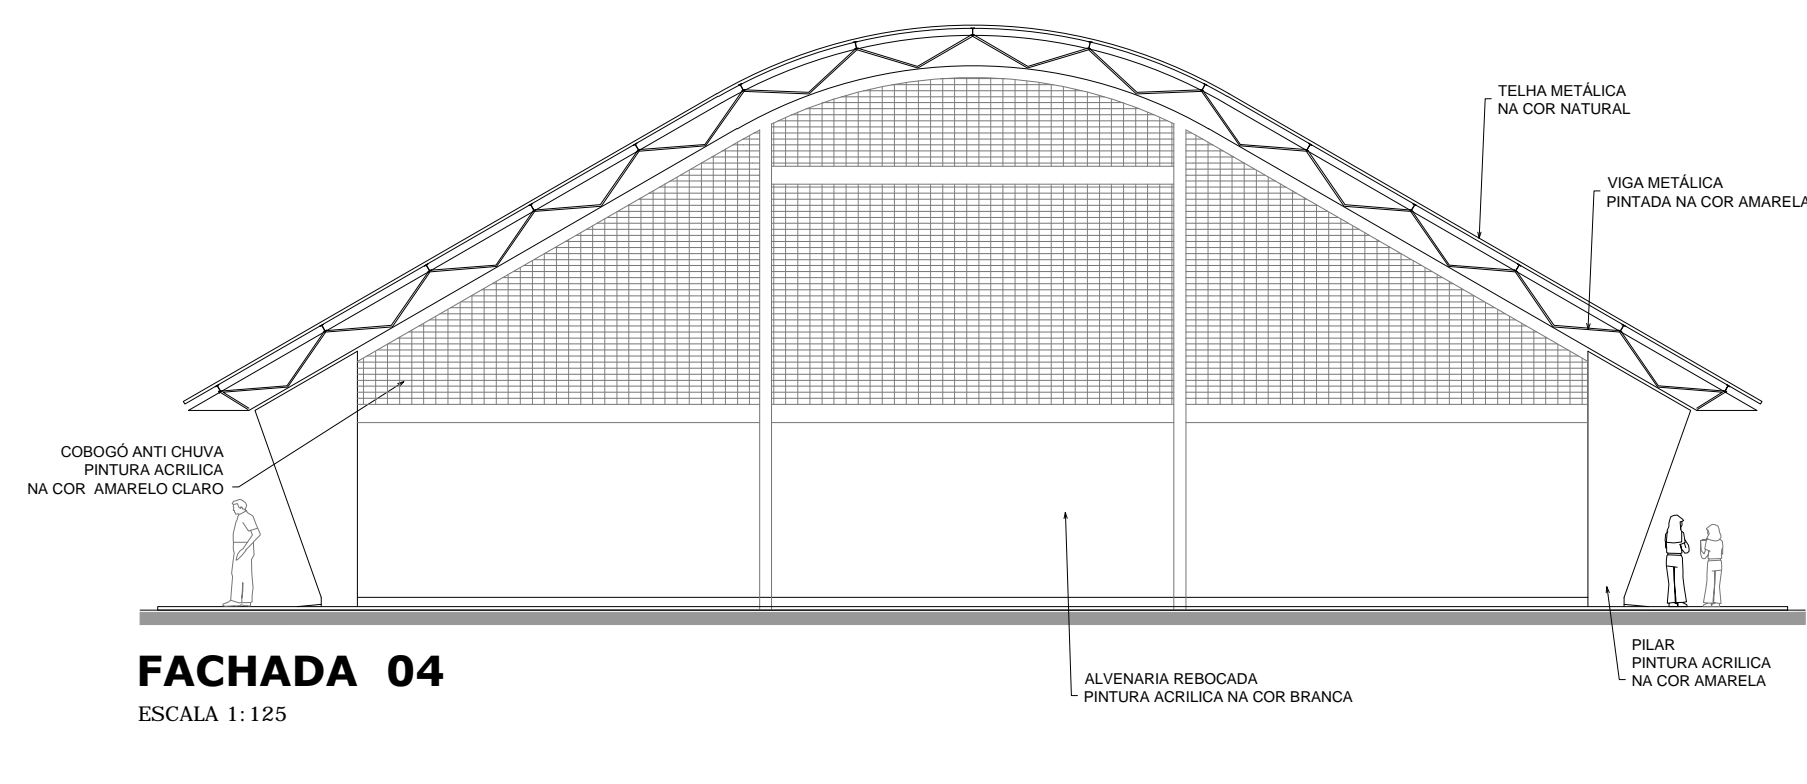 TELHA METÁLICA
NA COR NATURAL
VIGA METÁLICA
PINTADA NA COR AMARELA
COBOGÓ ANTI CHUVA
PINTURA ACRILICA
NA COR AMARELO CLARO
PILAR
PINTURA ACRILICA
NA COR AMARELA
ALVENARIA REBOCADA
PINTURA ACRILICA NA COR BRANCA
FACHADA 04
ESCALA 1:125